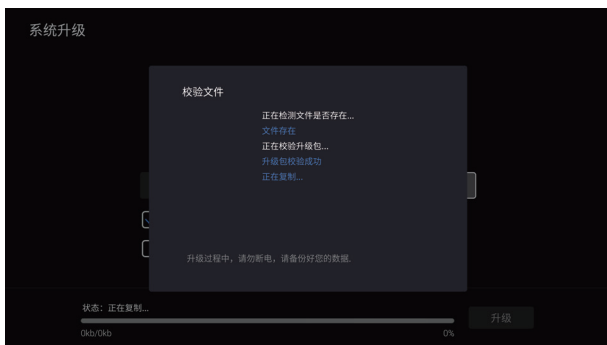 系统升级
校验文件
正在检测文件是否存在...
文件存在
正在校验升级包...
升级包校验成功
正在复制...
升级过程中，请勿断电，请备份好您的数据.
状态：正在复制...
升级
0kb/0kb
0%